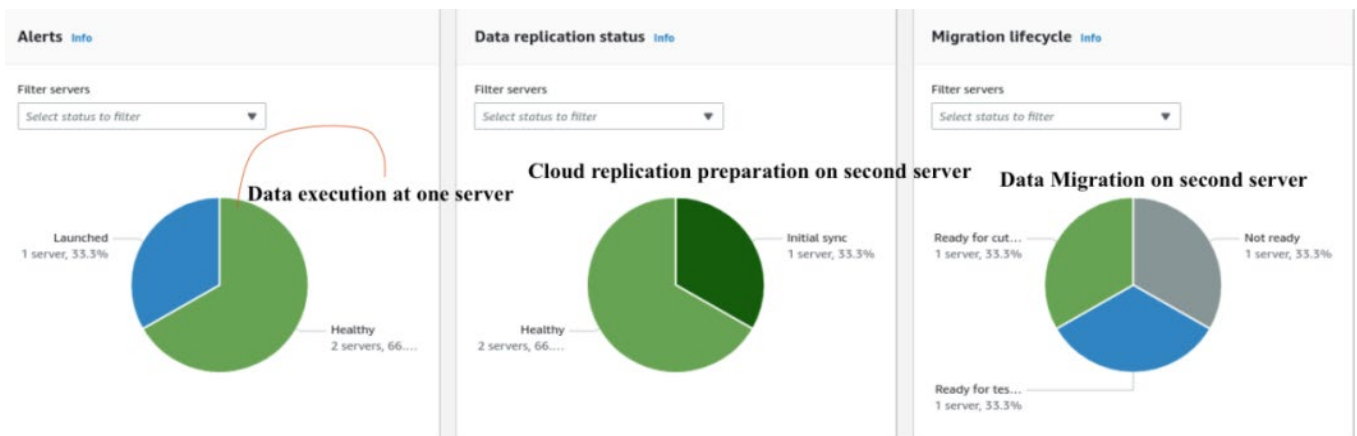 Alerts Info
Filter servers
Select status to filter
Data execution at one server
Launched
1 server, 33.3%
Healthy
2 servers, 66....
Data replication status Info
Filter servers
Select status to filter
Cloud replication preparation on second server
Initial sync
1 server, 33.3%
Healthy
2 servers, 66....
Migration lifecycle Info
Filter servers
Select status to filter
Data Migration on second server
Ready for cut...
1 server, 33.3%
Not ready
1 server, 33.3%
Ready for tes...
1 server, 33.3%